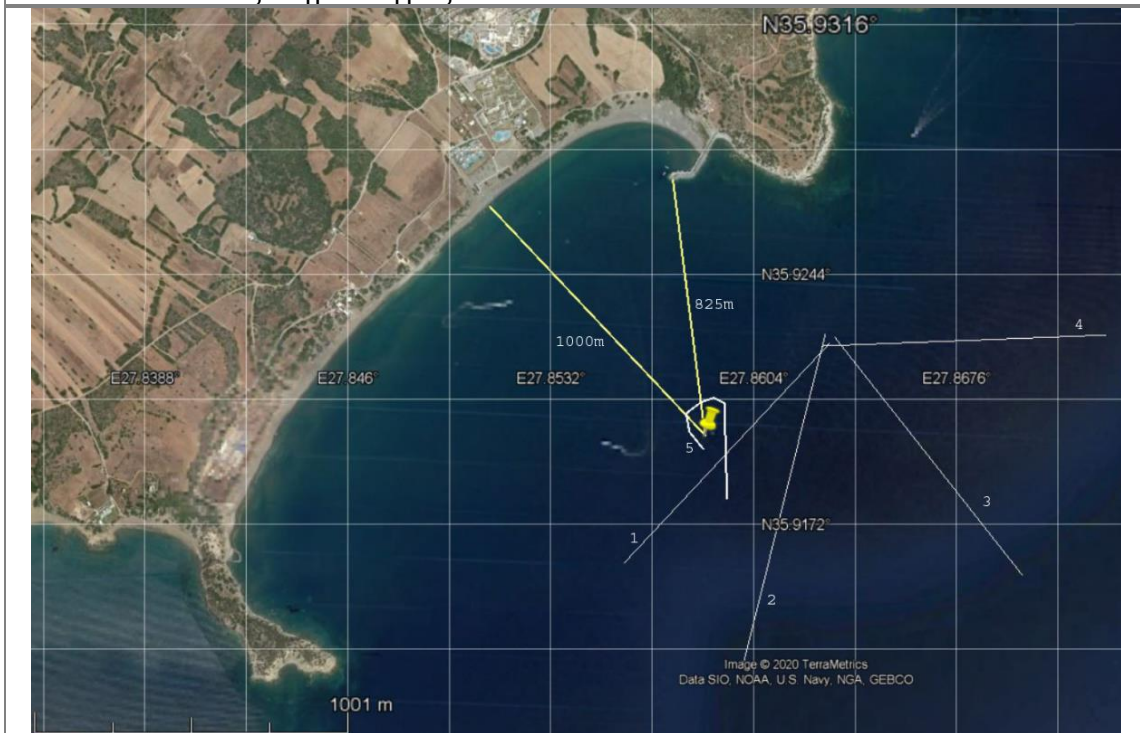 N35.9316°
N35.9244°
825m
4
1000m
E27.8388°
E27.846°
E27.8532°
E27.8604°
E27.8676°
5
3
N35.9172°
1
2
Image © 2020 TerraMetrics
Data SIO, NOAA, U.S. Navy, NGA, GEBCO
1001 m